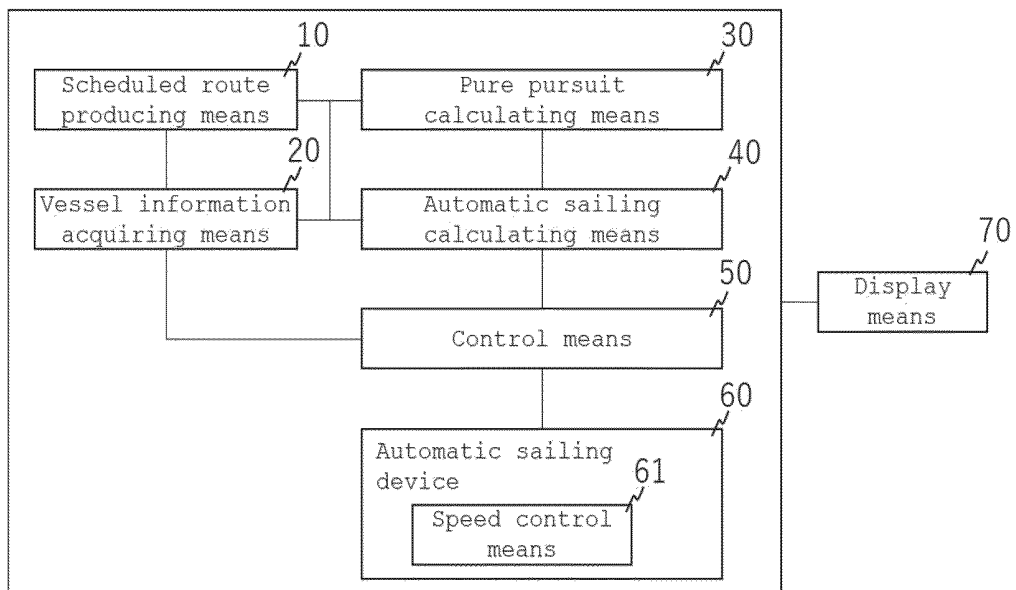 10
Scheduled route
producing means
30
Pure pursuit
calculating means
20
Vessel information
acquiring means
40
Automatic sailing
calculating means
50
Control means
70
Display
means
60
Automatic sailing
device
61
Speed control
means